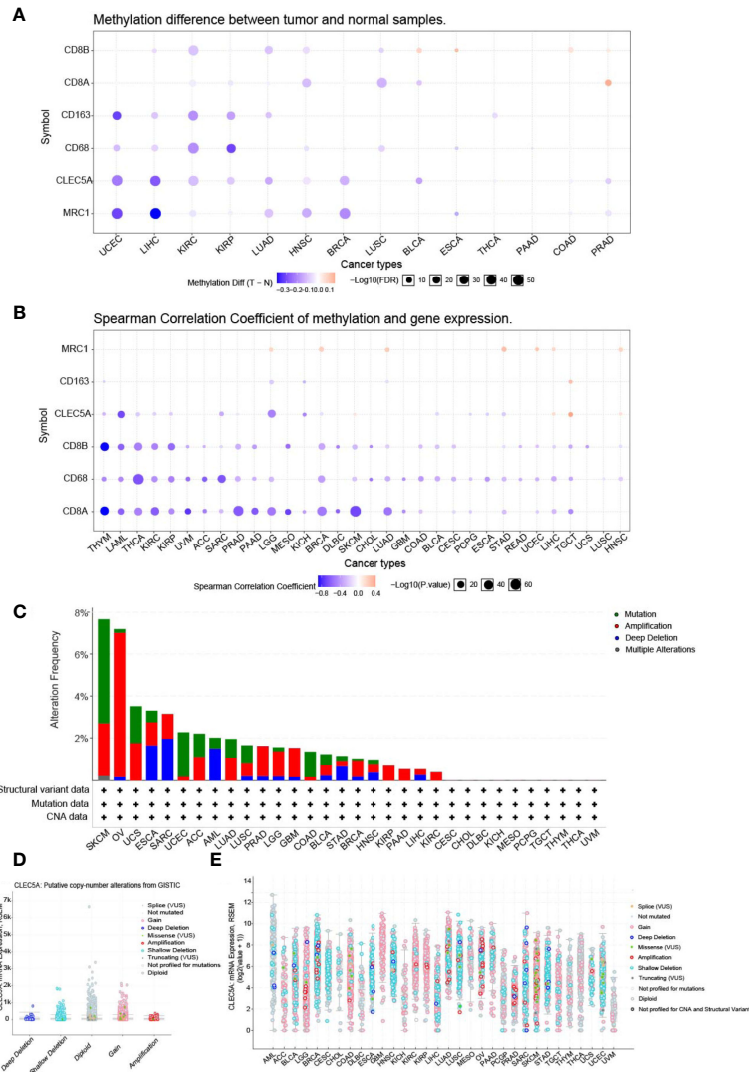 A
Methylation difference between tumor and normal samples.
CD8B
CD8A
CD163
CD68
CLEC5A
MRC1
Symbol
UCEC LIHC KIRC KIRP LUAD HNSC BRCA LUSC BLCA ESCA THCA PAAD COAD PRAD
Cancer types
Methylation Diff (T − N)
−0.3−0.2−0.10.0 0.1
−Log10(FDR) 10 20 30 40 50
B
Spearman Correlation Coefficient of methylation and gene expression.
MRC1
CD163
CLEC5A
CD8B
CD68
CD8A
Symbol
THYM LAML THCA KIRC KIRP UVM ACC SARC PRAD PAAD LGG MESO KICH BRCA DLBC SKCM CHOL LUAD GBM COAD BLCA CESC PCPG ESCA STAD READ UCEC LIHC TGCT UCS LUSC HNSC
Cancer types
Spearman Correlation Coefficient
−0.8 −0.4 0.0 0.4
−Log10(P.value) 20 40 60
C
8%
6%
4%
2%
Alteration Frequency
Mutation
Amplification
Deep Deletion
Multiple Alterations
Structural variant data
Mutation data
CNA data
SKCM OV UCS ESCA SARC UCEC ACC AML LUAD LUSC PRAD LGG GBM COAD BLCA STAD BRCA HNSC KIRP PAAD LIHC KIRC CESC CHOL DLBC KICH MESO PCPG TGCT THYM THCA UVM
D
CLEC5A: Putative copy-number alterations from GISTIC
7k
6k
5k
4k
3k
2k
1k
0
Splice (VUS)
Not mutated
Gain
Deep Deletion
Missense (VUS)
Amplification
Shallow Deletion
Truncating (VUS)
Not profiled for mutations
Diploid
Deep Deletion Shallow Deletion Diploid Gain Amplification
E
CLEC5A: mRNA Expression, RSEM
(log2(value + 1))
14
12
10
8
6
4
2
0
Splice (VUS)
Not mutated
Gain
Deep Deletion
Missense (VUS)
Amplification
Shallow Deletion
Truncating (VUS)
Not profiled for mutations
Diploid
Not profiled for CNA and Structural Variants
AML ACC BLCA LGG BRCA CESC CHOL COAD DLBC ESCA GBM HNSC KICH KIRC KIRP LIHC LUAD LUSC MESO OV PAAD PCGP PRAD SARC SKCM STAD TGCT THYM THCA UCS UCEC UVM